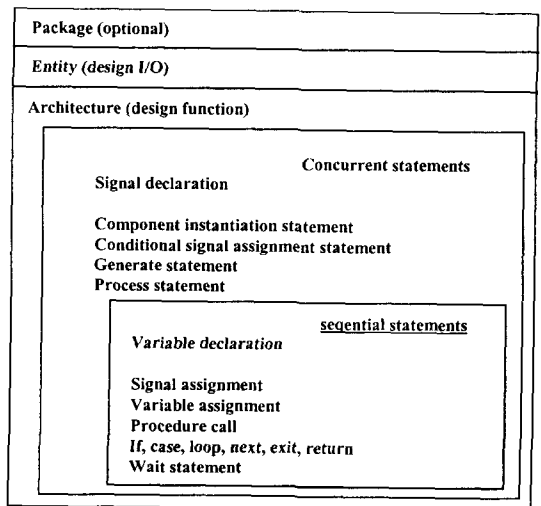 Package (optional)
Entity (design I/O)
Architecture (design function)
Concurrent statements
Signal declaration
Component instantiation statement
Conditional signal assignment statement
Generate statement
Process statement
seqential statements
Variable declaration
Signal assignment
Variable assignment
Procedure call
If, case, loop, next, exit, return
Wait statement